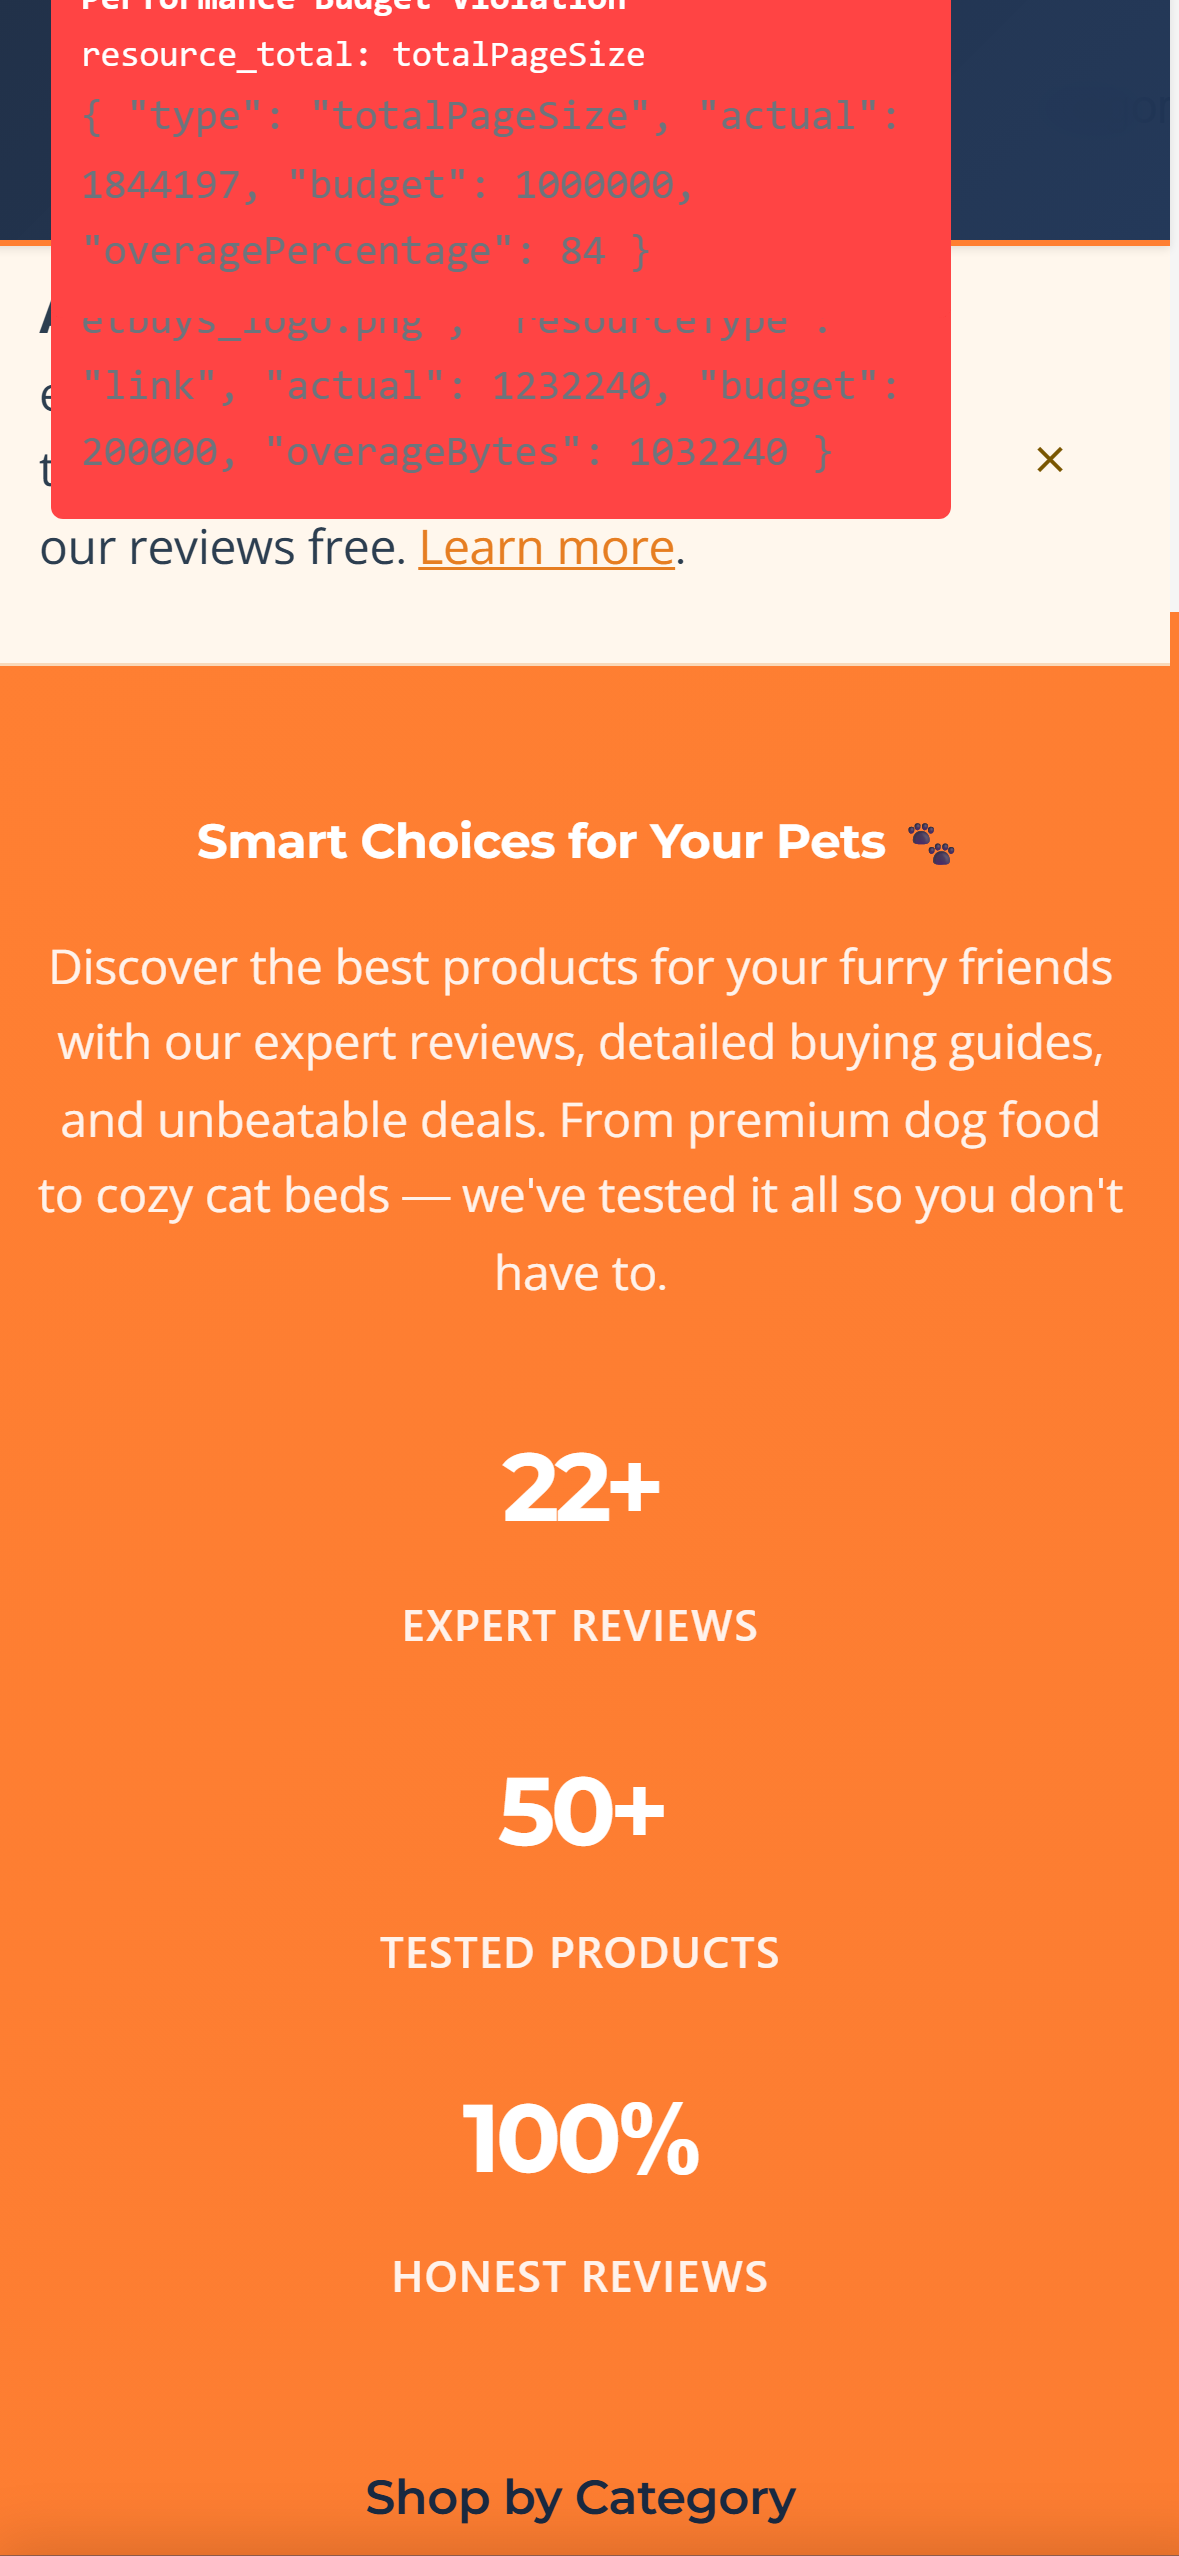 Performance Budget Violation
resource_total: totalPageSize
{ "type": "totalPageSize", "actual":
1844197, "budget": 1000000,
"overagePercentage": 84 }
etbuys_logo.png", "resourceType":
"link", "actual": 1232240, "budget":
200000, "overageBytes": 1032240 }
×
our reviews free. Learn more.
Smart Choices for Your Pets 🐾
Discover the best products for your furry friends
with our expert reviews, detailed buying guides,
and unbeatable deals. From premium dog food
to cozy cat beds — we've tested it all so you don't
have to.
22+
EXPERT REVIEWS
50+
TESTED PRODUCTS
100%
HONEST REVIEWS
Shop by Category